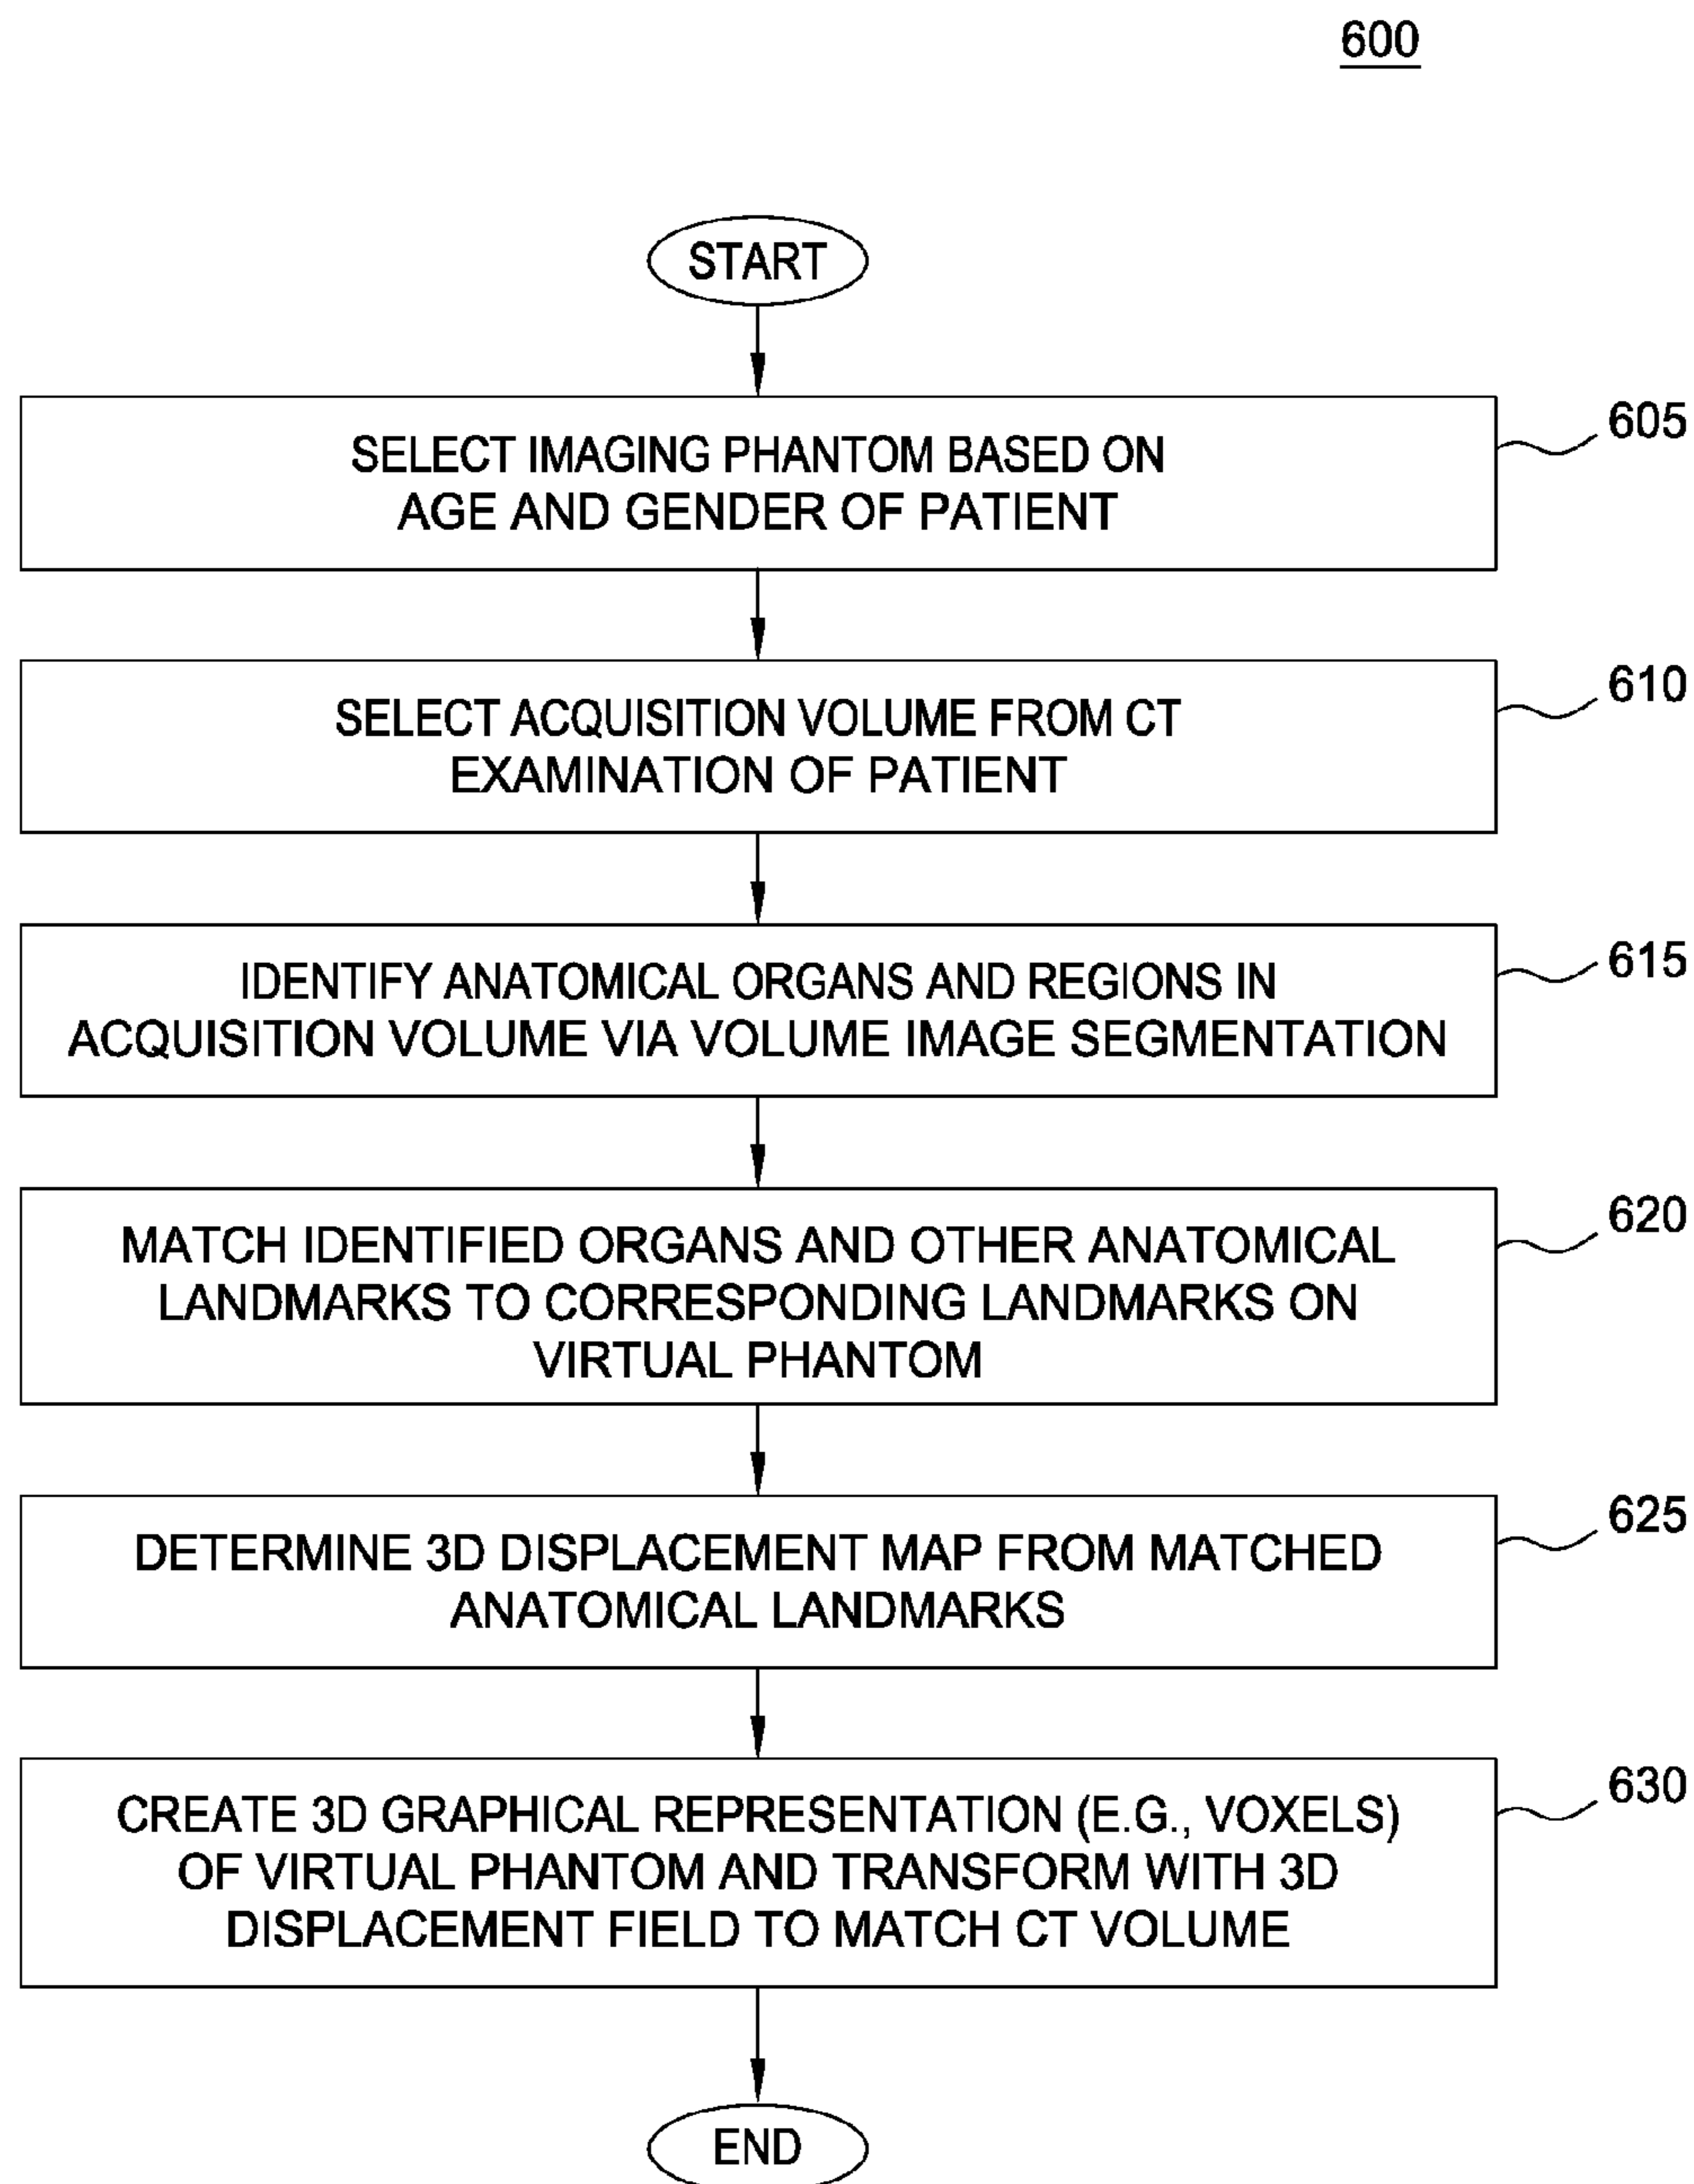 600
START
SELECT IMAGING PHANTOM BASED ON
AGE AND GENDER OF PATIENT
605
SELECT ACQUISITION VOLUME FROM CT
EXAMINATION OF PATIENT
610
IDENTIFY ANATOMICAL ORGANS AND REGIONS IN
ACQUISITION VOLUME VIA VOLUME IMAGE SEGMENTATION
615
MATCH IDENTIFIED ORGANS AND OTHER ANATOMICAL
LANDMARKS TO CORRESPONDING LANDMARKS ON
VIRTUAL PHANTOM
620
DETERMINE 3D DISPLACEMENT MAP FROM MATCHED
ANATOMICAL LANDMARKS
625
CREATE 3D GRAPHICAL REPRESENTATION (E.G., VOXELS)
OF VIRTUAL PHANTOM AND TRANSFORM WITH 3D
DISPLACEMENT FIELD TO MATCH CT VOLUME
630
END